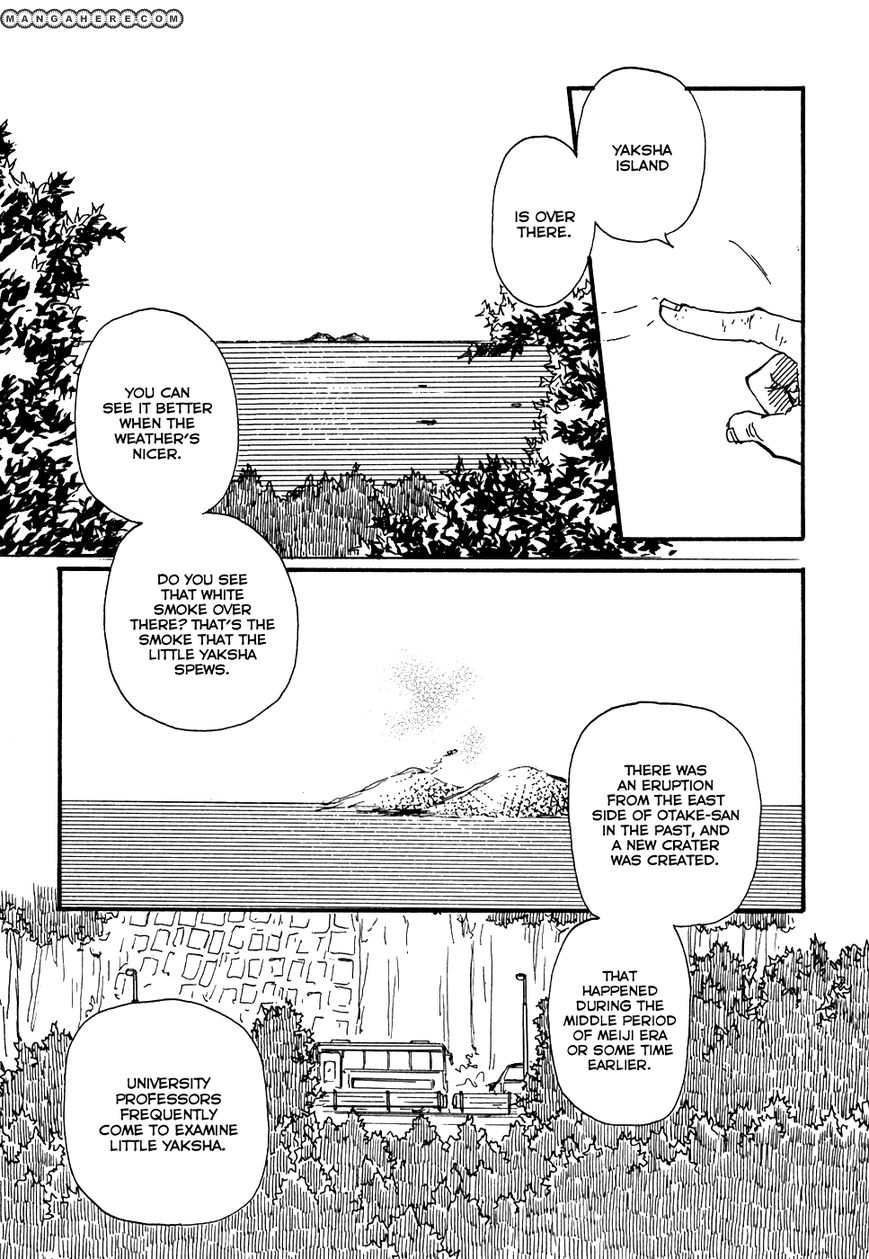 MANGAHERE.COM
YAKSHA
ISLAND
IS OVER
THERE.
YOU CAN
SEE IT BETTER
WHEN THE
WEATHER'S
NICER.
DO YOU SEE
THAT WHITE
SMOKE OVER
THERE? THAT'S THE
SMOKE THAT THE
LITTLE YAKSHA
SPEWS.
THERE WAS
AN ERUPTION
FROM THE EAST
SIDE OF OTAKE-SAN
IN THE PAST, AND
A NEW CRATER
WAS CREATED.
THAT
HAPPENED
DURING THE
MIDDLE PERIOD
OF MEIJI ERA
OR SOME TIME
EARLIER.
UNIVERSITY
PROFESSORS
FREQUENTLY
COME TO EXAMINE
LITTLE YAKSHA.